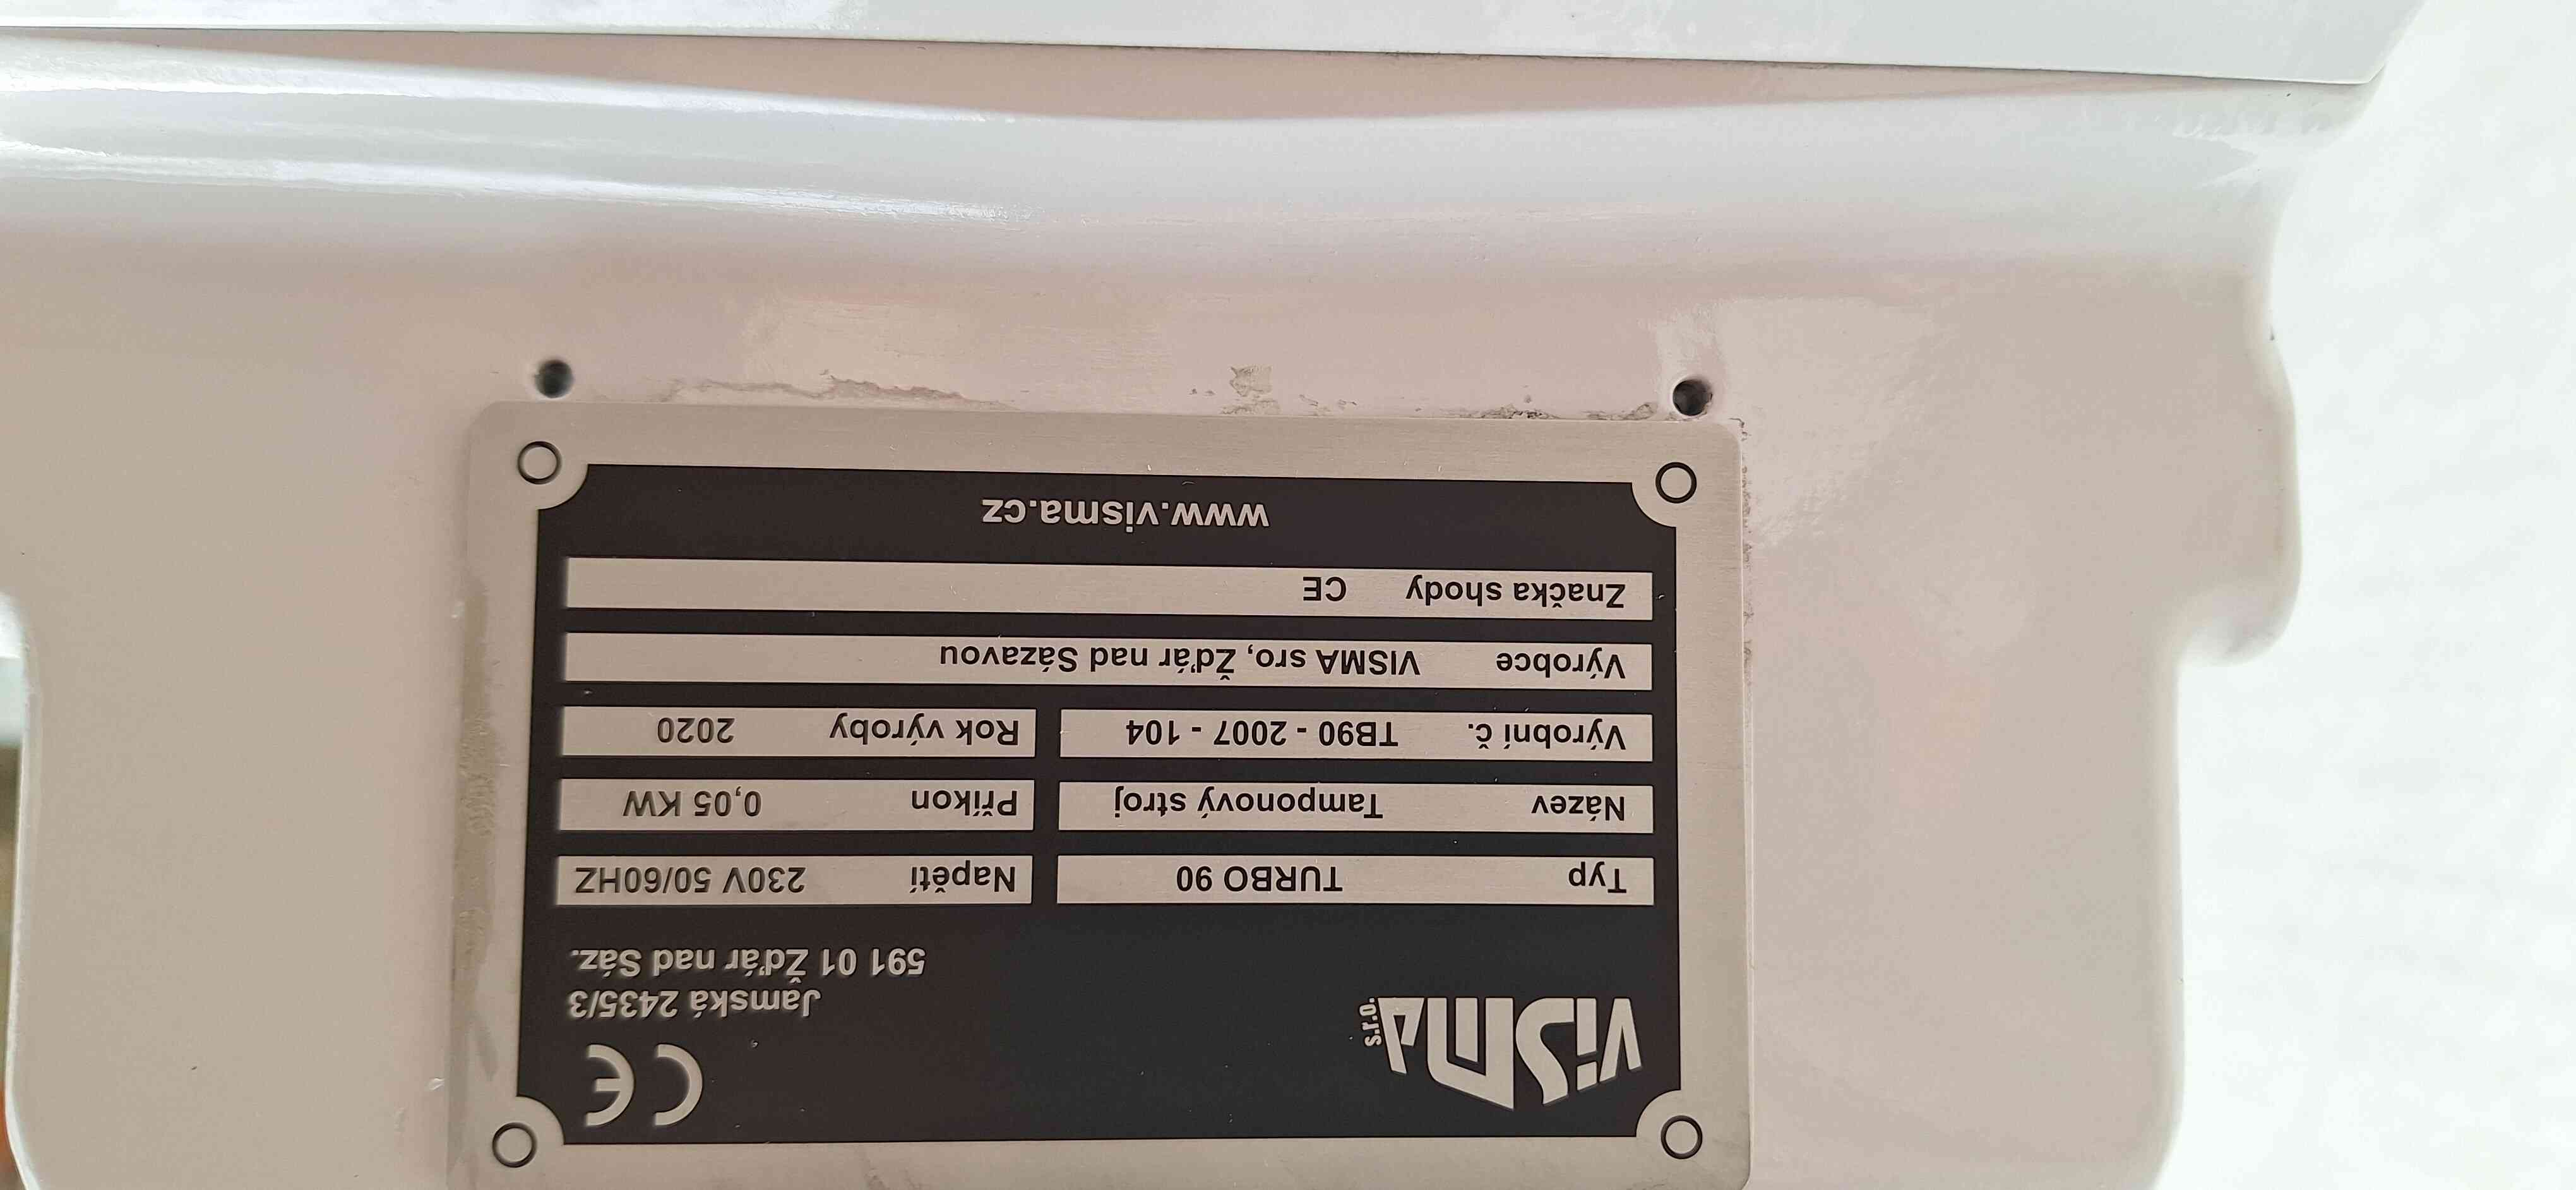 VISMA s.r.o.
CE
Jamská 2435/3
591 01 Žďár nad Sáz.
Typ TURBO 90 Napětí 230V 50/60HZ
Název Tamponový stroj Příkon 0,05 KW
Výrobní č. TB90 - 2007 - 104 Rok výroby 2020
Výrobce VISMA sro, Žďár nad Sázavou
Značka shody CE
www.visma.cz